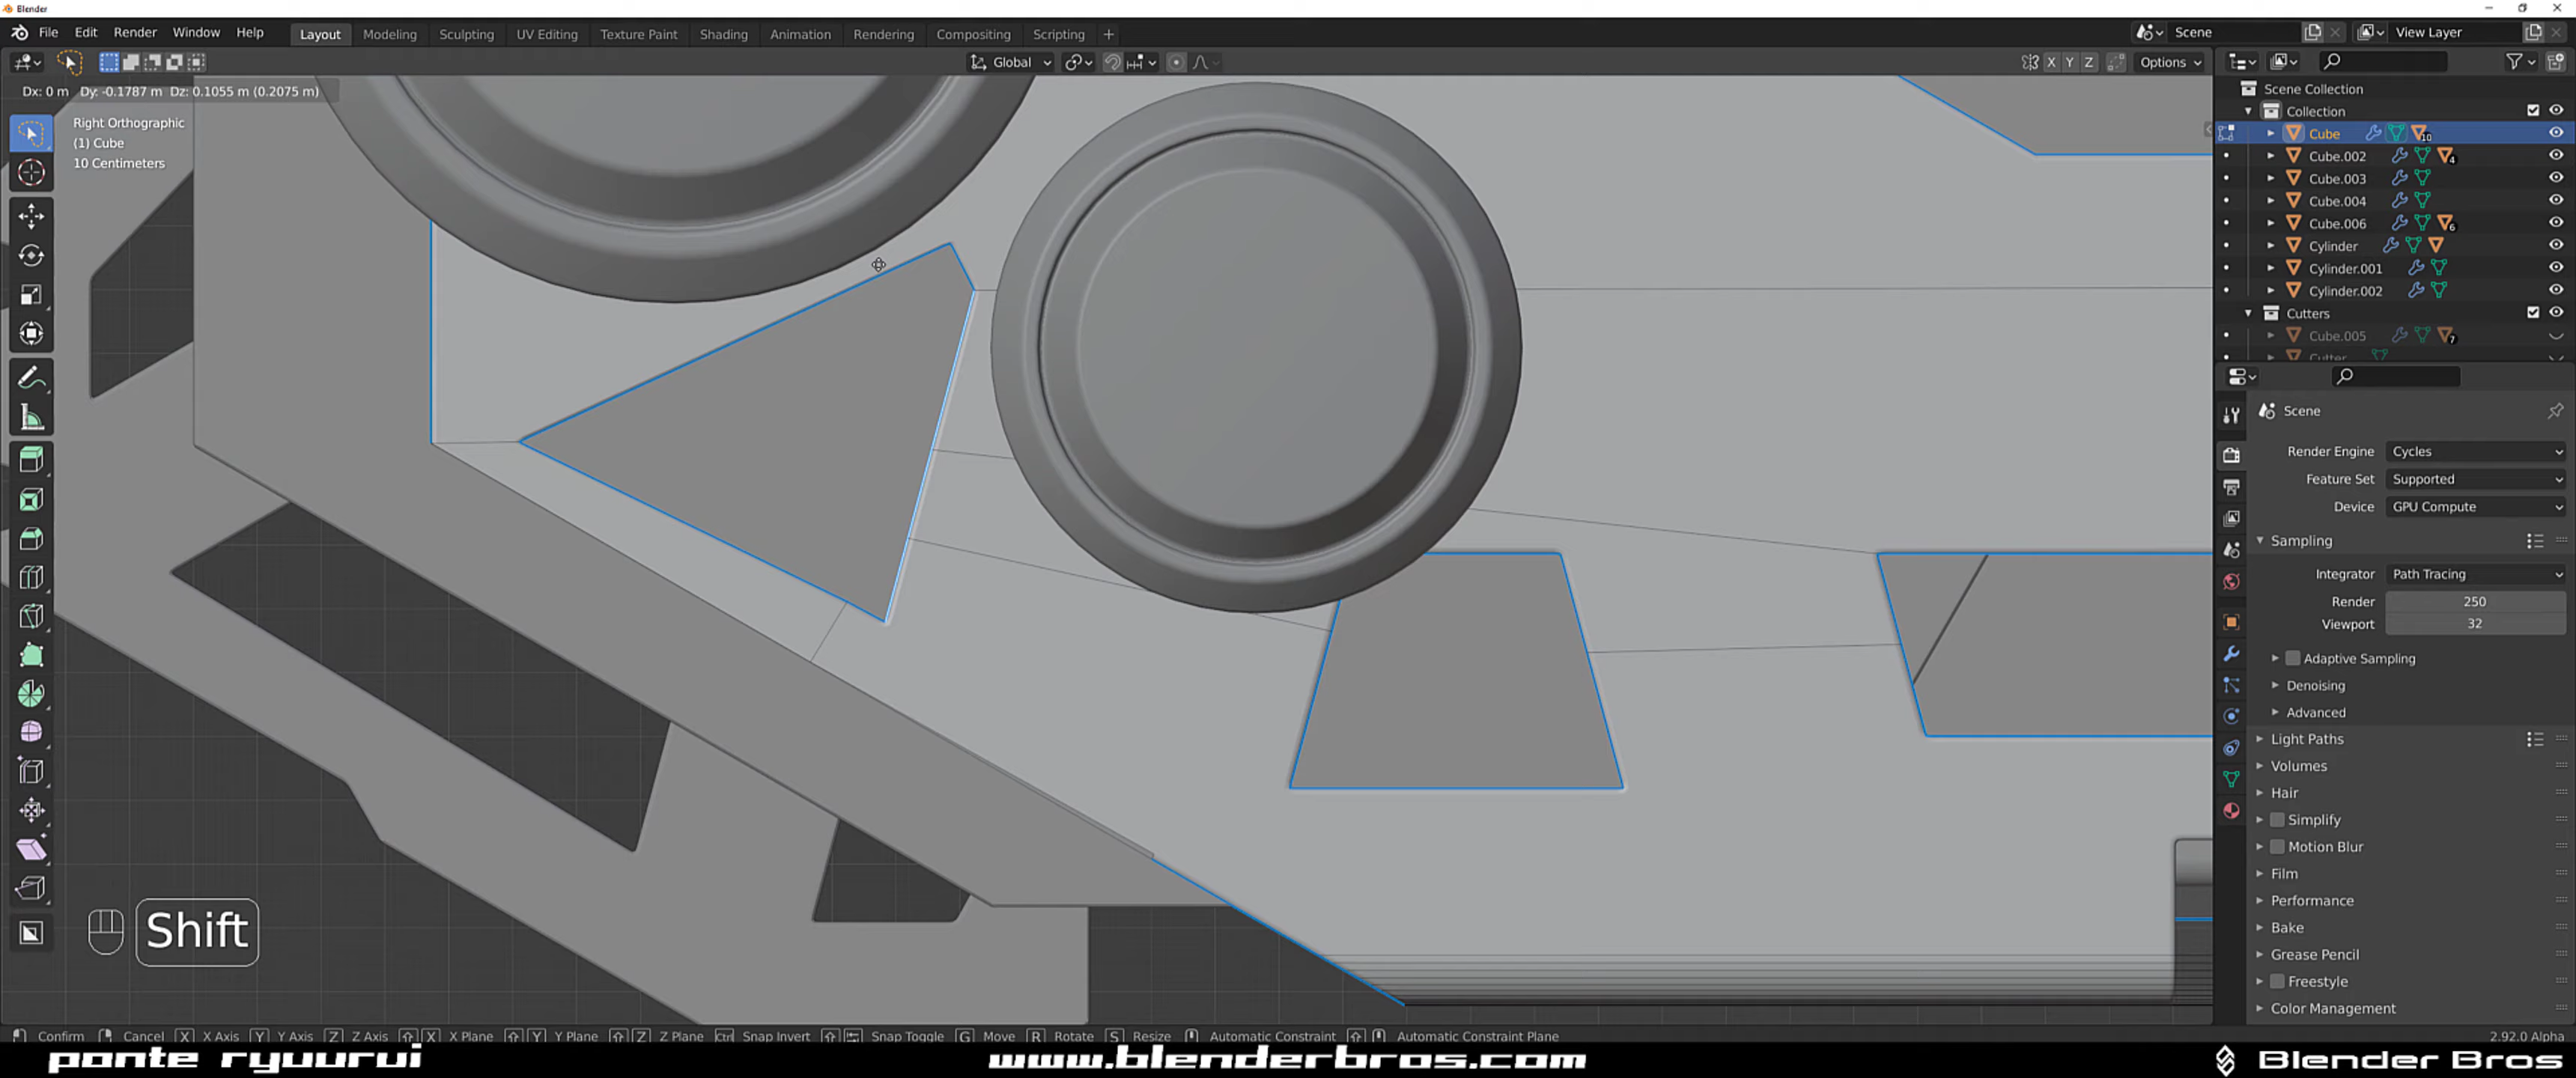 Blender
File Edit Render Window Help
Layout Modeling Sculpting UV Editing Texture Paint Shading Animation Rendering Compositing Scripting +
Scene
View Layer
Global
X Y Z
Options
Dx: 0 m Dy: -0.1787 m Dz: 0.1055 m (0.2075 m)
Right Orthographic
(1) Cube
10 Centimeters
Scene Collection
Collection
Cube 10
Cube.002 4
Cube.003
Cube.004
Cube.006 6
Cylinder
Cylinder.001
Cylinder.002
Cutters
Cube.005 7
Cutter
Scene
Render Engine Cycles
Feature Set Supported
Device GPU Compute
Sampling
Integrator Path Tracing
Render 250
Viewport 32
Adaptive Sampling
Denoising
Advanced
Light Paths
Volumes
Hair
Simplify
Motion Blur
Film
Performance
Bake
Grease Pencil
Freestyle
Color Management
Shift
Confirm Cancel X X Axis Y Y Axis Z Z Axis X X Plane Y Y Plane Z Z Plane Ctrl Snap Invert Snap Toggle G Move R Rotate S Resize Automatic Constraint Automatic Constraint Plane
2.92.0 Alpha
ponte ryuurui
www.blenderbros.com
Blender Bros